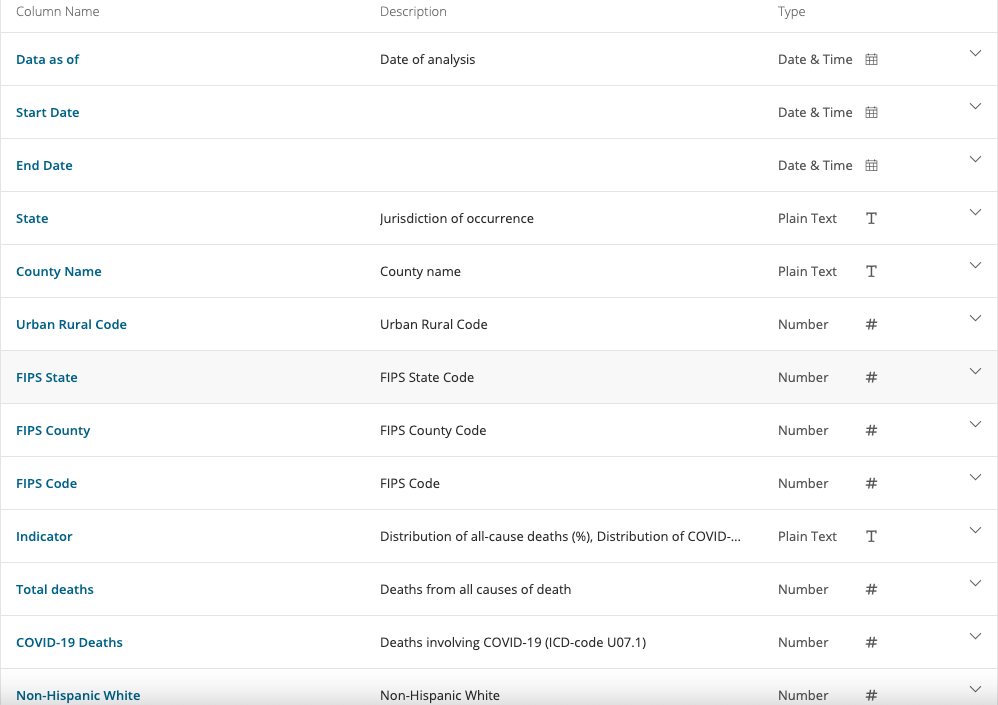 Column Name Description Type
Data as of Date of analysis Date & Time
Start Date Date & Time
End Date Date & Time
State Jurisdiction of occurrence Plain Text T
County Name County name Plain Text T
Urban Rural Code Urban Rural Code Number #
FIPS State FIPS State Code Number #
FIPS County FIPS County Code Number #
FIPS Code FIPS Code Number #
Indicator Distribution of all-cause deaths (%), Distribution of COVID-... Plain Text T
Total deaths Deaths from all causes of death Number #
COVID-19 Deaths Deaths involving COVID-19 (ICD-code U07.1) Number #
Non-Hispanic White Non-Hispanic White Number #